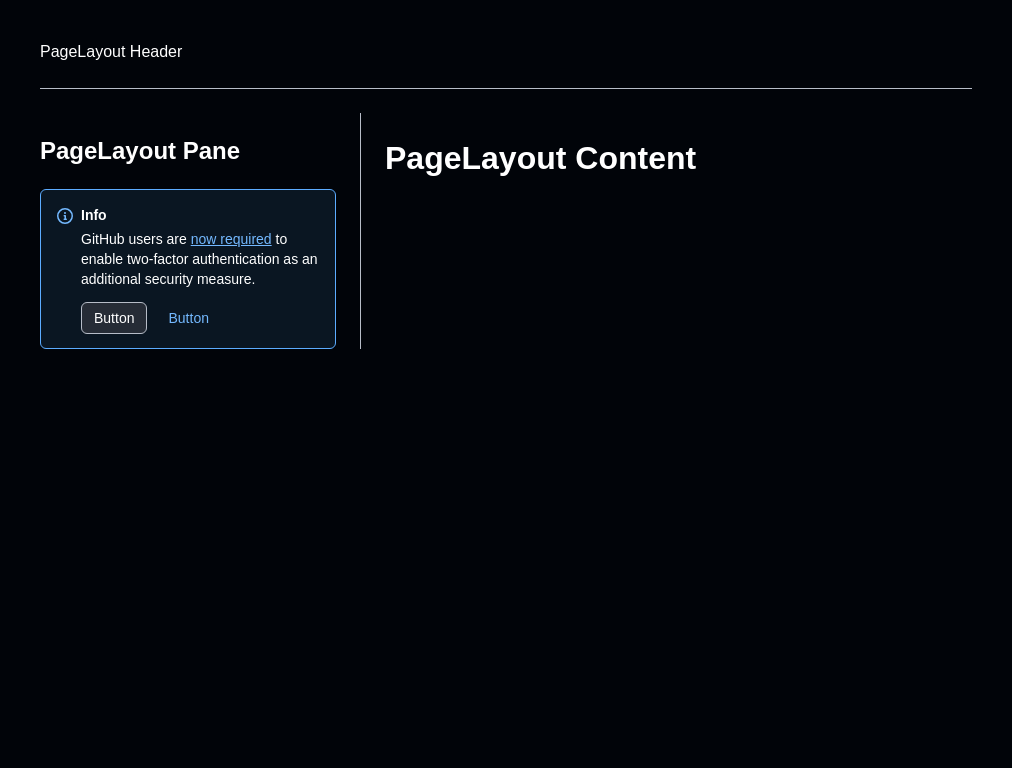 PageLayout Header
PageLayout Pane
Info
GitHub users are now required to
enable two-factor authentication as an
additional security measure.
Button Button
PageLayout Content